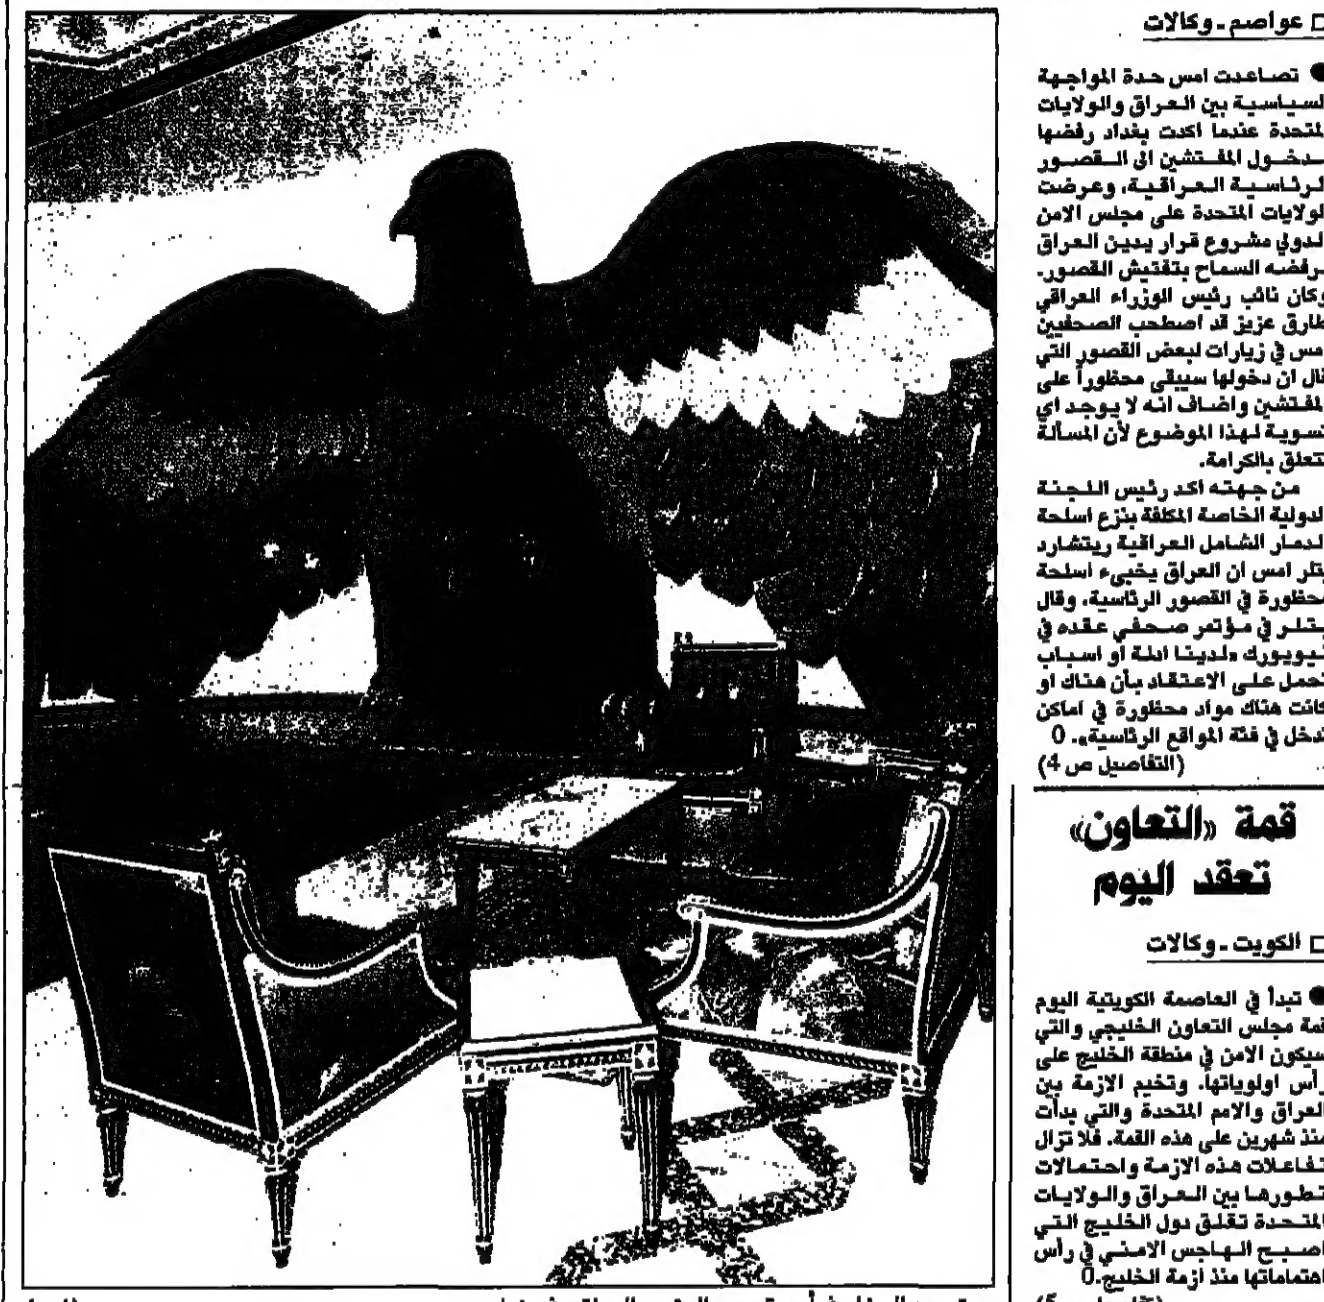 □ عواصم ـ وكالات
● تصاعدت امس حدة المواجهة
السياسية بين العراق والولايات
المتحدة عندما اكدت بغداد رفضها
دخول المفتشين الى القصور
الرئاسية العراقية، وعرضت
الولايات المتحدة على مجلس الامن
الدولي مشروع قرار يدين العراق
لرفضه السماح بتفتيش القصور.
وكان نائب رئيس الوزراء العراقي
طارق عزيز قد اصطحب الصحفيين
امس في زيارات لبعض القصور التي
قال ان دخولها سيبقى محظوراً على
المفتشين واضاف انه لا يوجد اي
تسوية لهذا الموضوع لأن المسألة
تتعلق بالكرامة.
من جهته اكد رئيس اللجنة
الدولية الخاصة المكلفة بنزع اسلحة
الدمار الشامل العراقية ريتشارد
بتلر امس ان العراق يخبىء اسلحة
محظورة في القصور الرئاسية، وقال
بتلر في مؤتمر صحفي عقده في
نيويورك «لدينا ادلة او اسباب
تحمل على الاعتقاد بأن هناك او
كانت هناك مواد محظورة في اماكن
تدخل في فئة المواقع الرئاسية». 0
(التفاصيل ص 4)
قمة «التعاون»
تعقد اليوم
□ الكويت ـ وكالات
● تبدأ في العاصمة الكويتية اليوم
قمة مجلس التعاون الخليجي والتي
سيكون الامن في منطقة الخليج على
رأس اولوياتها. وتخيم الازمة بين
العراق والامم المتحدة والتي بدأت
منذ شهرين على هذه القمة. فلا تزال
تفاعلات هذه الازمة واحتمالات
تطورها بين العراق والولايات
المتحدة تقلق دول الخليج التي
اصبح الهاجس الامني في رأس
اهتماماتها منذ ازمة الخليج.0